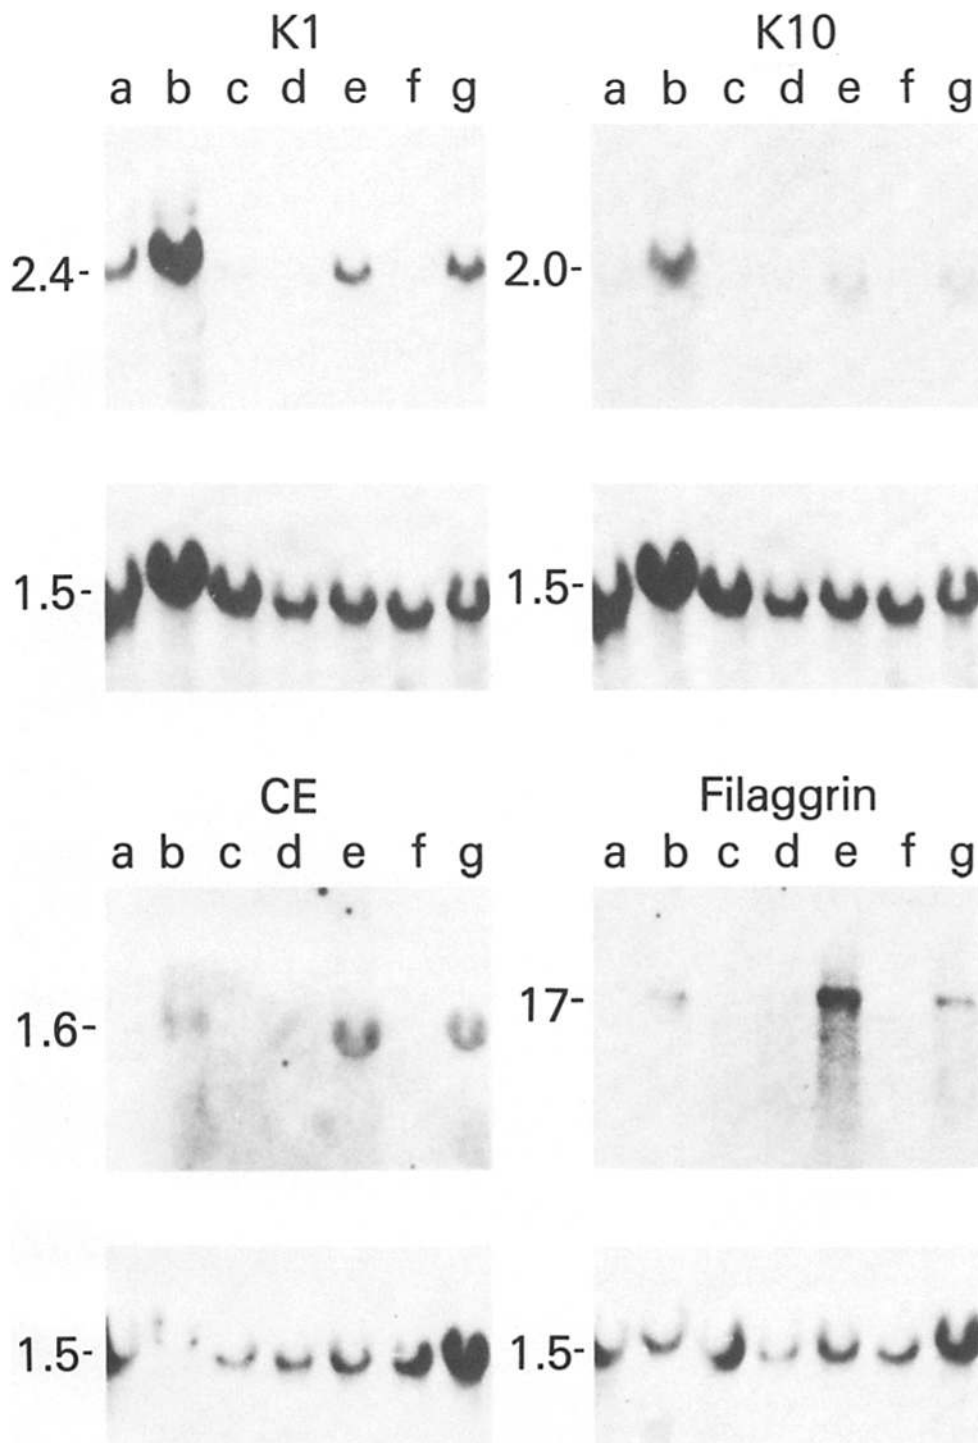 K1 K10
a b c d e f g a b c d e f g
2.4- 2.0-
1.5- 1.5-
CE Filaggrin
a b c d e f g a b c d e f g
1.6- 17-
1.5- 1.5-